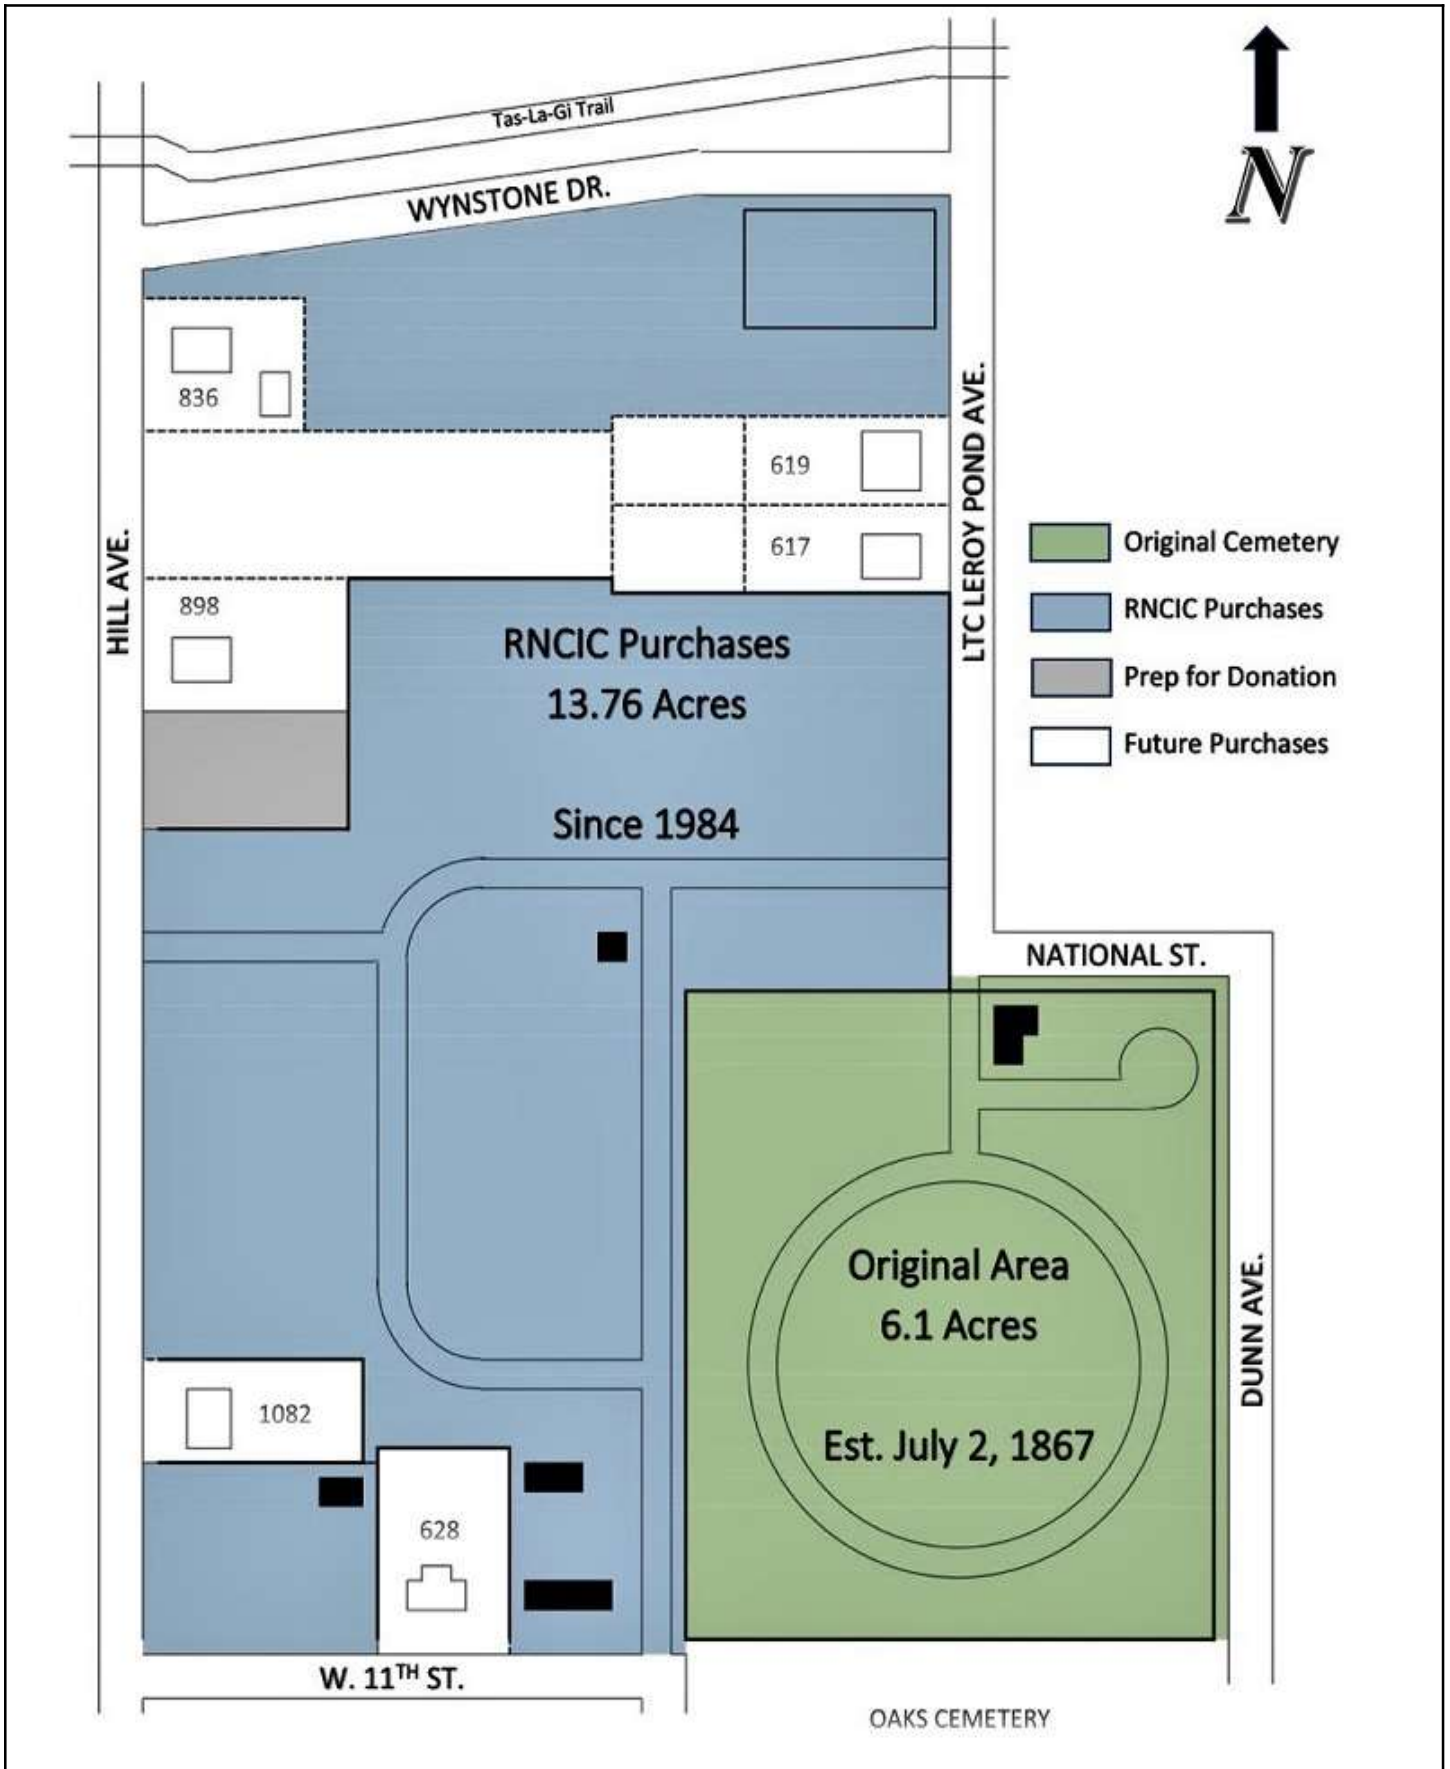 Tas-La-Gi Trail
N
WYNSTONE DR.
836
619
617
HILL AVE.
LTC LEROY POND AVE.
898
RNCIC Purchases
13.76 Acres
Since 1984
Original Cemetery
RNCIC Purchases
Prep for Donation
Future Purchases
NATIONAL ST.
Original Area
6.1 Acres
Est. July 2, 1867
DUNN AVE.
1082
628
W. 11TH ST.
OAKS CEMETERY